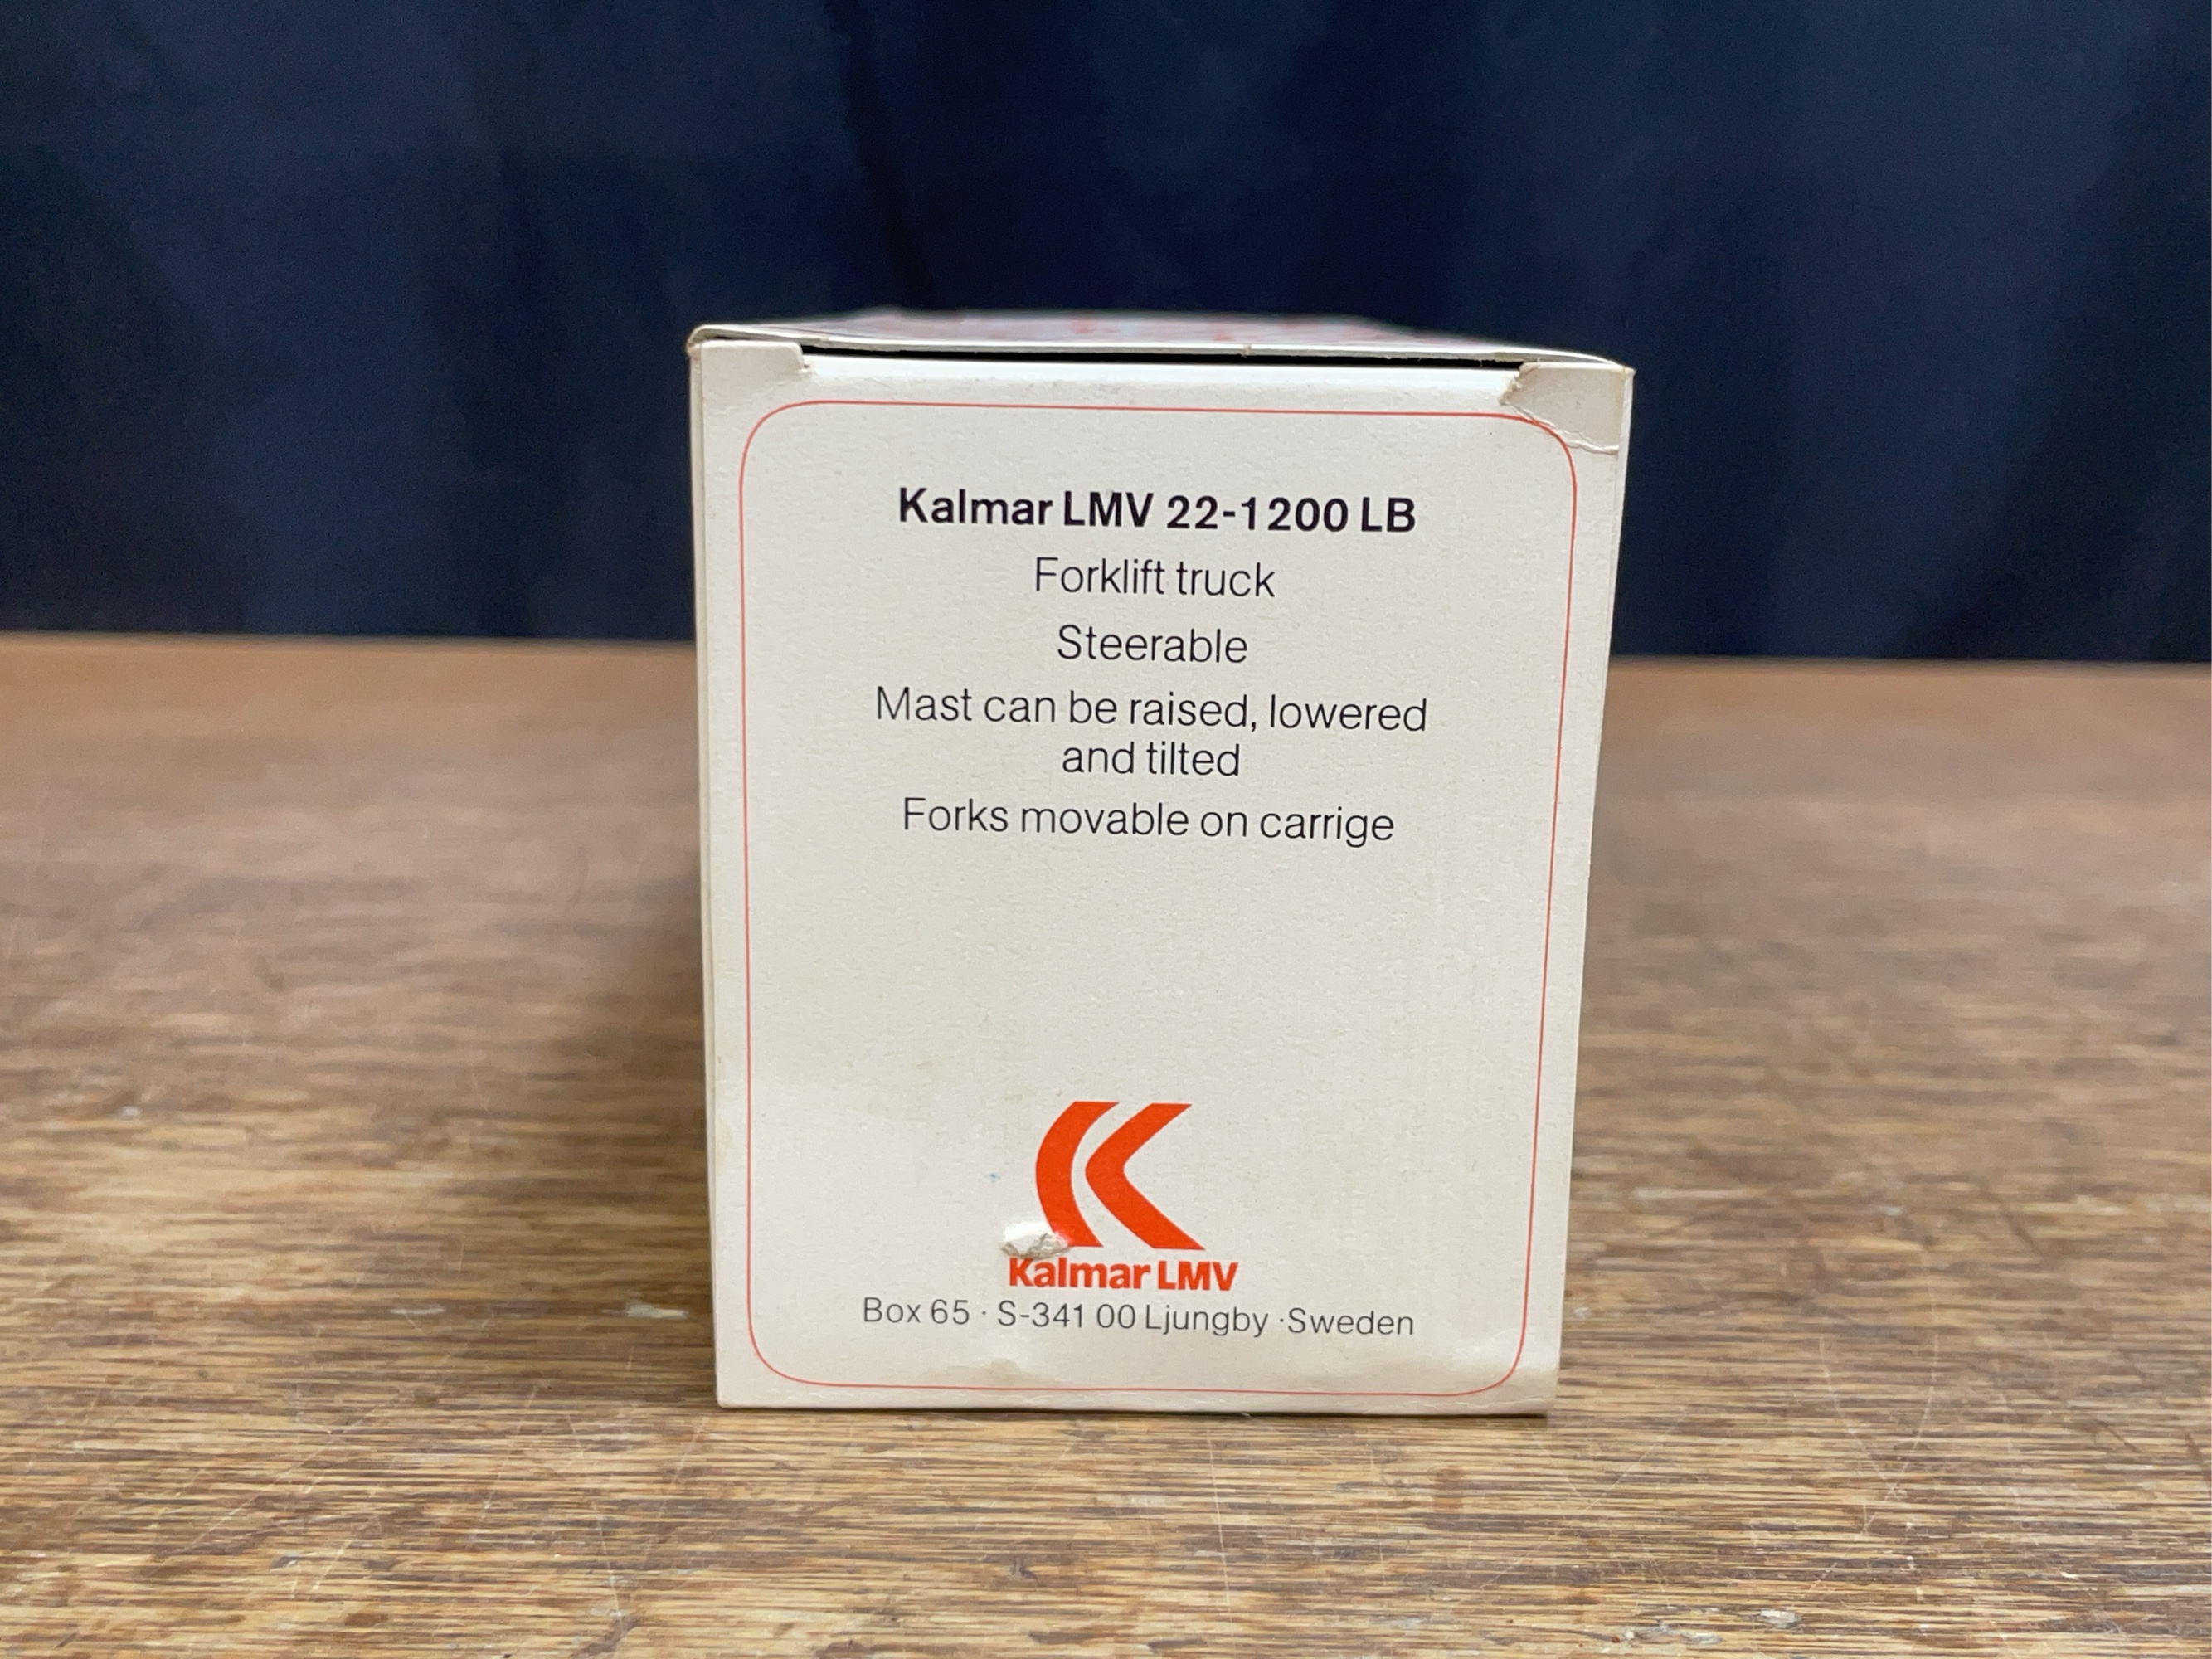 Kalmar LMV 22-1200 LB
Forklift truck
Steerable
Mast can be raised, lowered
and tilted
Forks movable on carrige
Kalmar LMV
Box 65 · S-341 00 Ljungby · Sweden